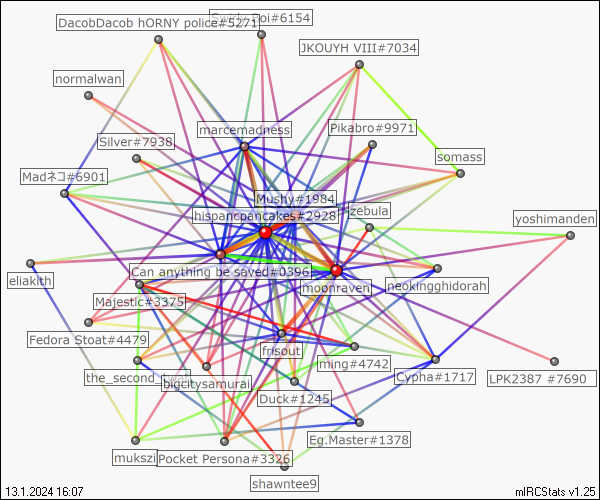 DacobDacob hORNY police#5271
#6154
JKOUYH VIII#7034
normalwan
marcemadness
Pikabro#9971
Silver#7938
somass
Madネコ#6901
Mushy#1984
hispancpancakes#2928
zebula
yoshimanden
Can anything be saved#0396
eliakith
moonraven
neokingghidorah
Majestic#3375
Fedora Stoat#4479
frisout
ming#4742
the_second_
bigcitysamurai
Cypha#1717
LPK2387 #7690
Duck#1245
Eg.Master#1378
mukszi
Pocket Persona#3326
shawntee9
13.1.2024 16:07
mIRCStats v1.25